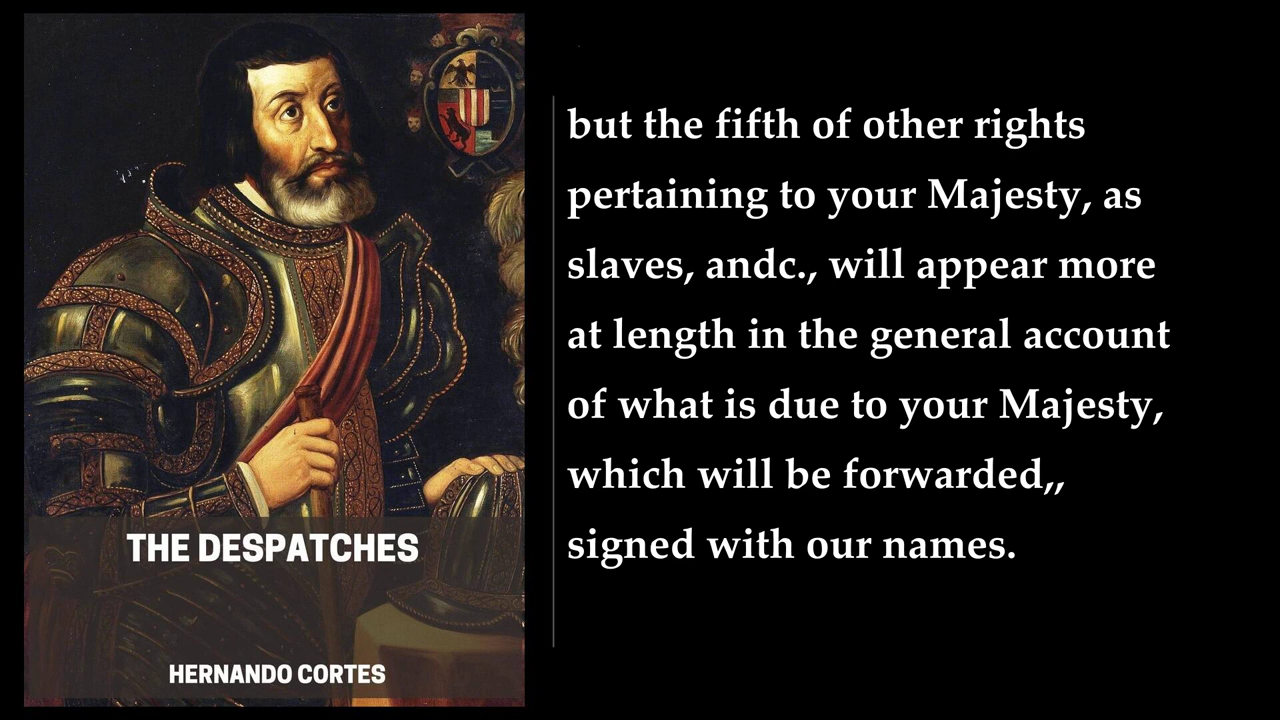 THE DESPATCHES
HERNANDO CORTES
but the fifth of other rights
pertaining to your Majesty, as
slaves, andc., will appear more
at length in the general account
of what is due to your Majesty,
which will be forwarded,,
signed with our names.